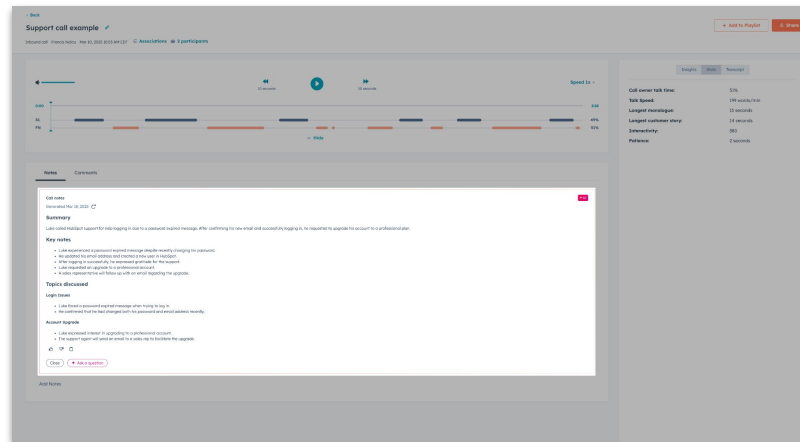 < Back
Support call example
+ Add to Playlist
Share
Inbound call Francis Nallu Mar 10, 2025 8:03 AM CDT Associations 2 participants
15 seconds
15 seconds
Speed 1x
Insights Stats Transcript
Call owner talk time: 51%
Talk Speed: 199 words/min
Longest monologue: 15 seconds
Longest customer story: 14 seconds
Interactivity:
Patience: 2 seconds
0:00
49%
FN
Hide
Notes Comments
Call notes
Generated Mar 18, 2025
Summary
Luke called HubSpot support for help logging in due to a password expired message. After confirming his new email and successfully logging in, he requested to upgrade his account to a professional plan.
Key notes
• Luke experienced a password expired message despite recently changing his password.
• He updated his email address and created a new user in HubSpot.
• After logging in successfully, he expressed gratitude for the support.
• Luke requested an upgrade to a professional account.
• A sales representative will follow up with an email regarding the upgrade.
Topics discussed
Login Issues
• Luke faced a password expired message when trying to log in.
• He confirmed that he had changed both his password and email address recently.
Account Upgrade
• Luke expressed interest in upgrading to a professional account.
• The support agent will send an email to a sales rep to facilitate the upgrade.
Close
Ask a question
Add Notes